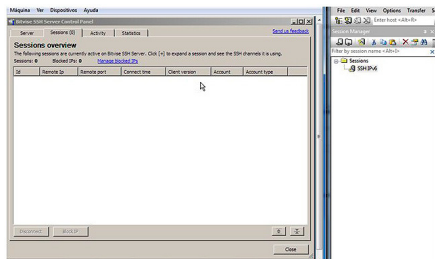 Máquina Ver Dispositivos Ayuda
Bitvise SSH Server Control Panel
Server Sessions (0) Activity Statistics Send us feedback
Sessions overview
The following sessions are currently active on Bitvise SSH Server. Click [+] to expand a session and see the SSH channels it is using.
Sessions: 0 Blocked IPs: 0 Manage blocked IPs
Id Remote Ip Remote port Connect time Client version Account Account type
Disconnect Block IP
Close
File Edit View Options Transfer
Enter host <Alt+R>
Session Manager
Filter by session name <Alt+I>
Sessions
SSH IPv6